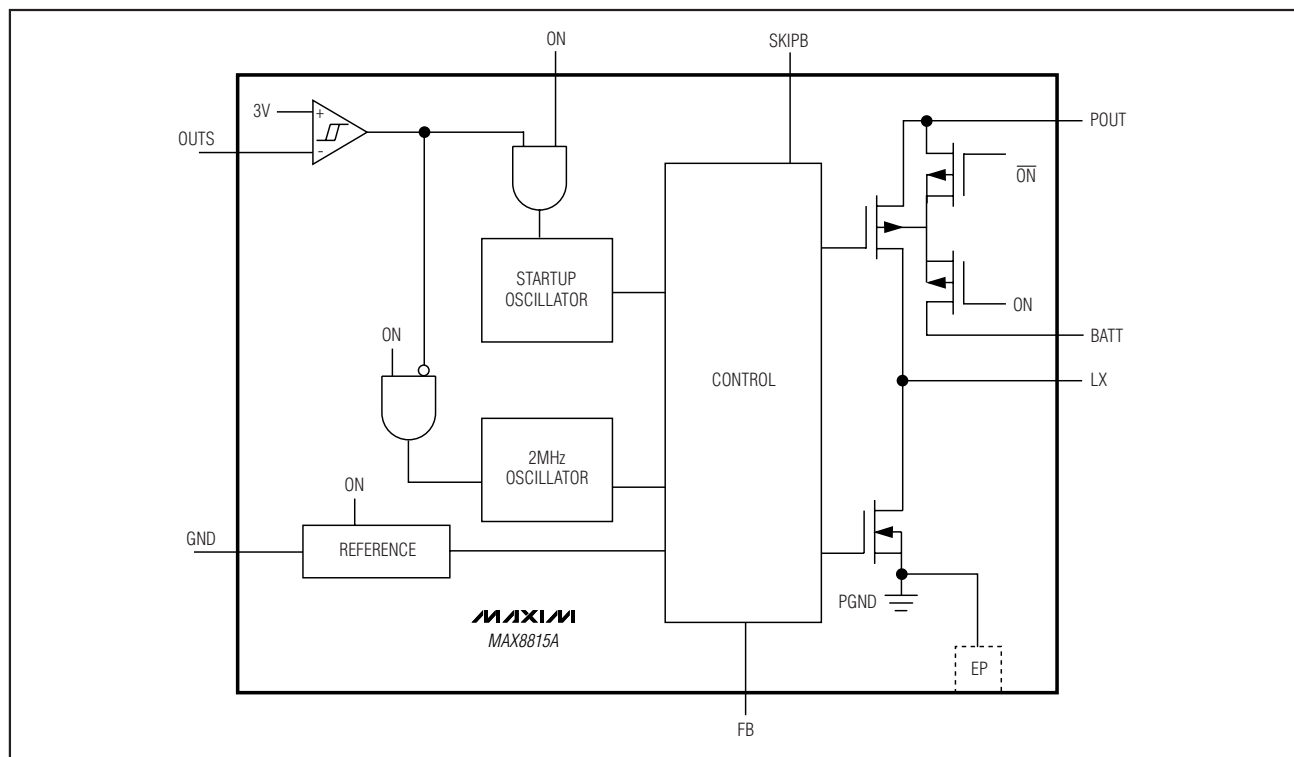 ON
SKIPB
3V
+
-
OUTS
POUT
ON
STARTUP
OSCILLATOR
ON
BATT
ON
CONTROL
LX
2MHz
OSCILLATOR
ON
GND
REFERENCE
PGND
MAXIM
MAX8815A
EP
FB